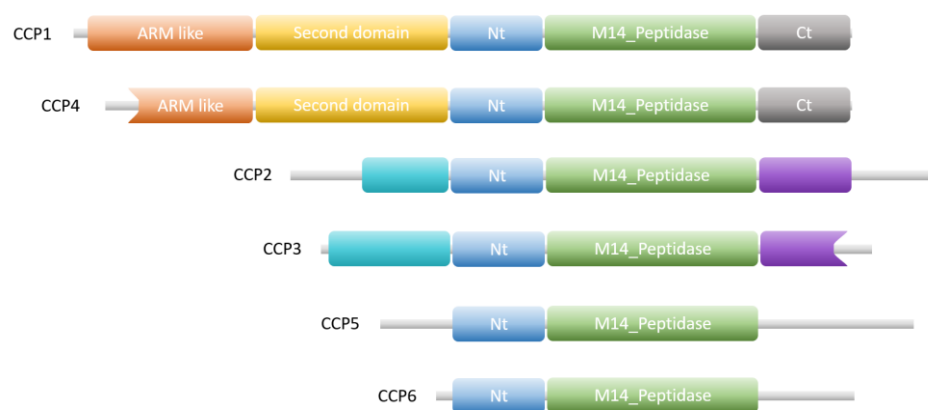 CCP1 ARM like Second domain Nt M14_Peptidase Ct
CCP4 ARM like Second domain Nt M14_Peptidase Ct
CCP2 Nt M14_Peptidase
CCP3 Nt M14_Peptidase
CCP5 Nt M14_Peptidase
CCP6 Nt M14_Peptidase